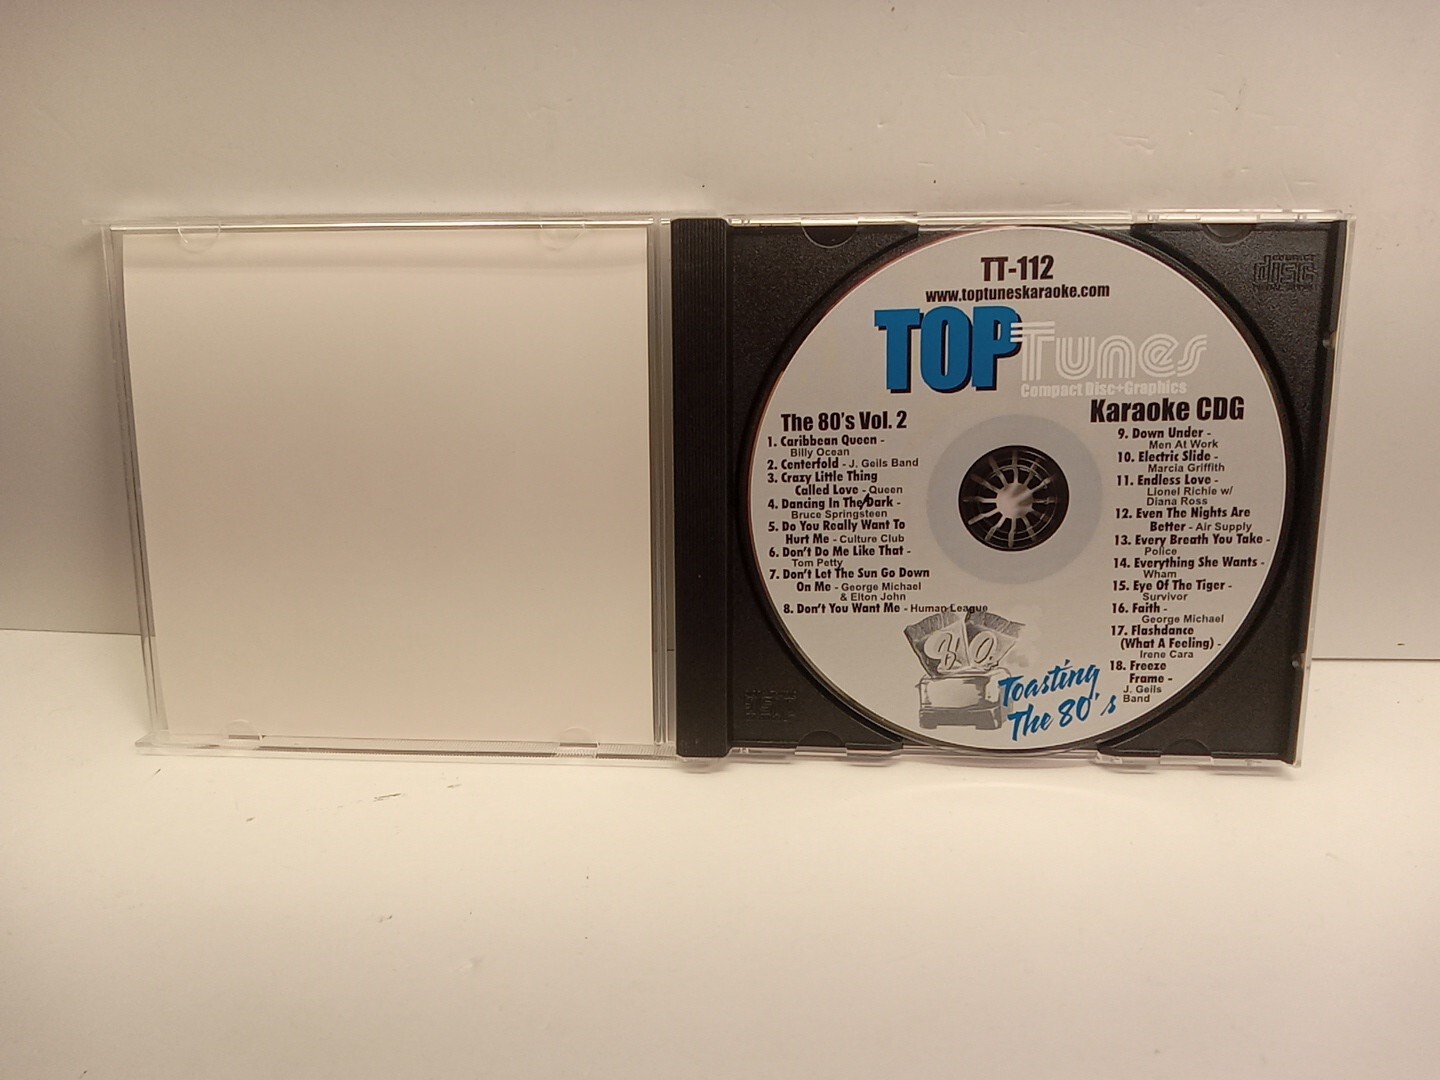 TT-112
www.toptuneskaraoke.com
TOP Tunes
Compact Disc+Graphics
Karaoke CDG
The 80's Vol. 2
1. Caribbean Queen -
Billy Ocean
2. Centerfold - J. Geils Band
3. Crazy Little Thing
Called Love - Queen
4. Dancing In The Dark -
Bruce Springsteen
5. Do You Really Want To
Hurt Me - Culture Club
6. Don't Do Me Like That -
Tom Petty
7. Don't Let The Sun Go Down
On Me - George Michael
& Elton John
8. Don't You Want Me - Human League
9. Down Under -
Men At Work
10. Electric Slide -
Marcia Griffith
11. Endless Love -
Lionel Richie w/
Diana Ross
12. Even The Nights Are
Better - Air Supply
13. Every Breath You Take -
Police
14. Everything She Wants -
Wham
15. Eye Of The Tiger -
Survivor
16. Faith -
George Michael
17. Flashdance
(What A Feeling) -
Irene Cara
18. Freeze
Frame -
J. Geils
Band
80s
Toasting
The 80's
COMPACT
disc